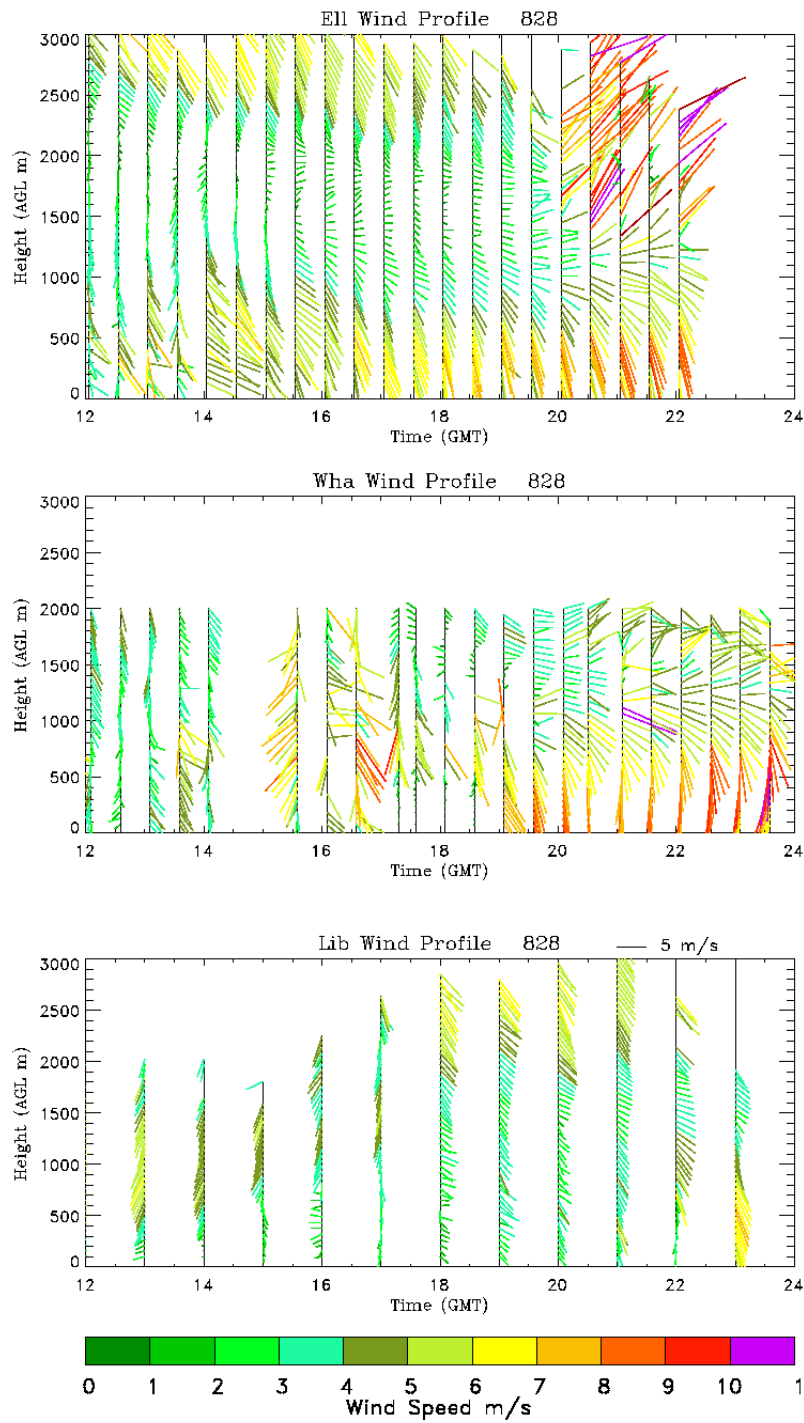 Ell Wind Profile 828
3000
2500
2000
1500
1000
500
0
Height (AGL m)
12 14 16 18 20 22 24
Time (GMT)
Wha Wind Profile 828
3000
2500
2000
1500
1000
500
0
Height (AGL m)
12 14 16 18 20 22 24
Time (GMT)
Lib Wind Profile 828 5 m/s
3000
2500
2000
1500
1000
500
0
Height (AGL m)
12 14 16 18 20 22 24
Time (GMT)
0 1 2 3 4 5 6 7 8 9 10 1
Wind Speed m/s